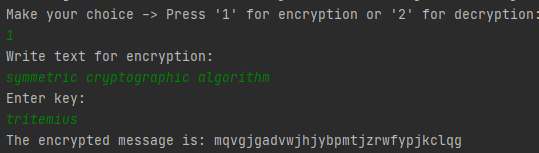 Make your choice -> Press '1' for encryption or '2' for decryption:
1
Write text for encryption:
symmetric cryptographic algorithm
Enter key:
tritemius
The encrypted message is: mqvgjgadvwjhjybpmtjzrwfypjkclqg